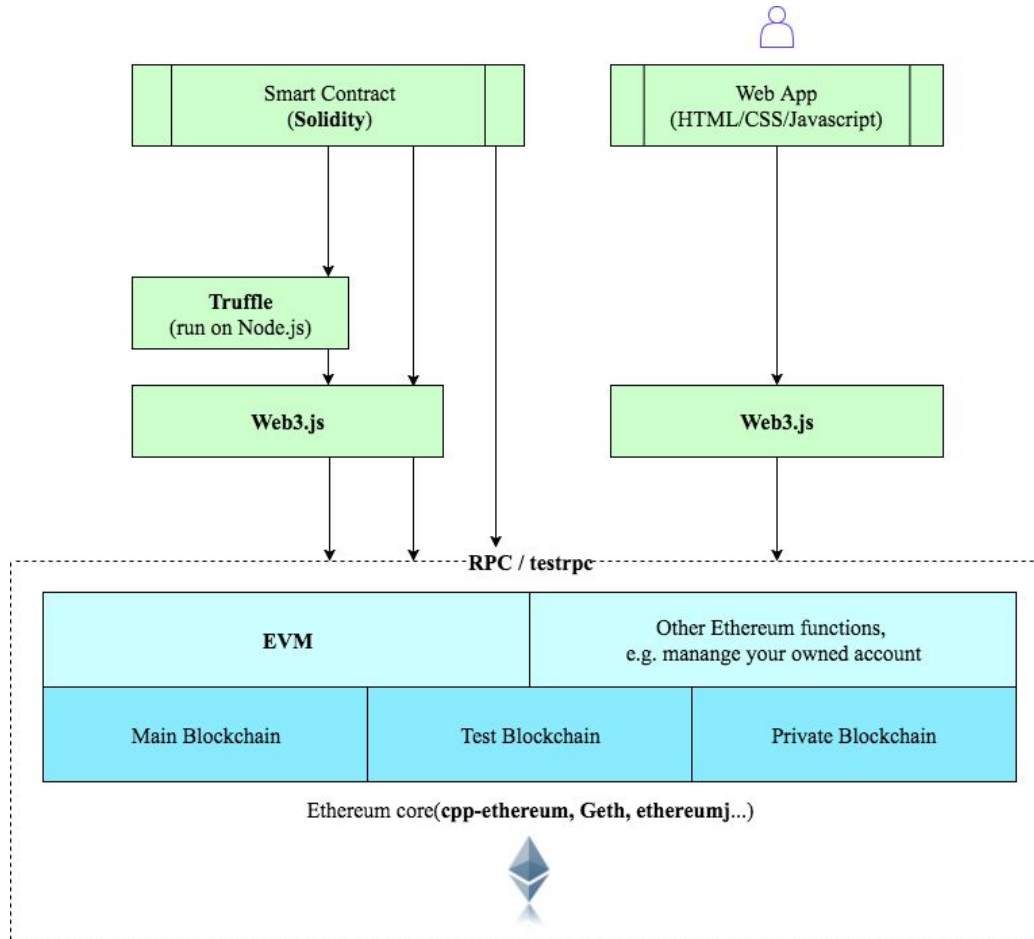 Smart Contract
(Solidity)
Web App
(HTML/CSS/Javascript)
Truffle
(run on Node.js)
Web3.js
Web3.js
RPC / testrpc
EVM
Other Ethereum functions,
e.g. manange your owned account
Main Blockchain
Test Blockchain
Private Blockchain
Ethereum core(cpp-ethereum, Geth, ethereumj...)